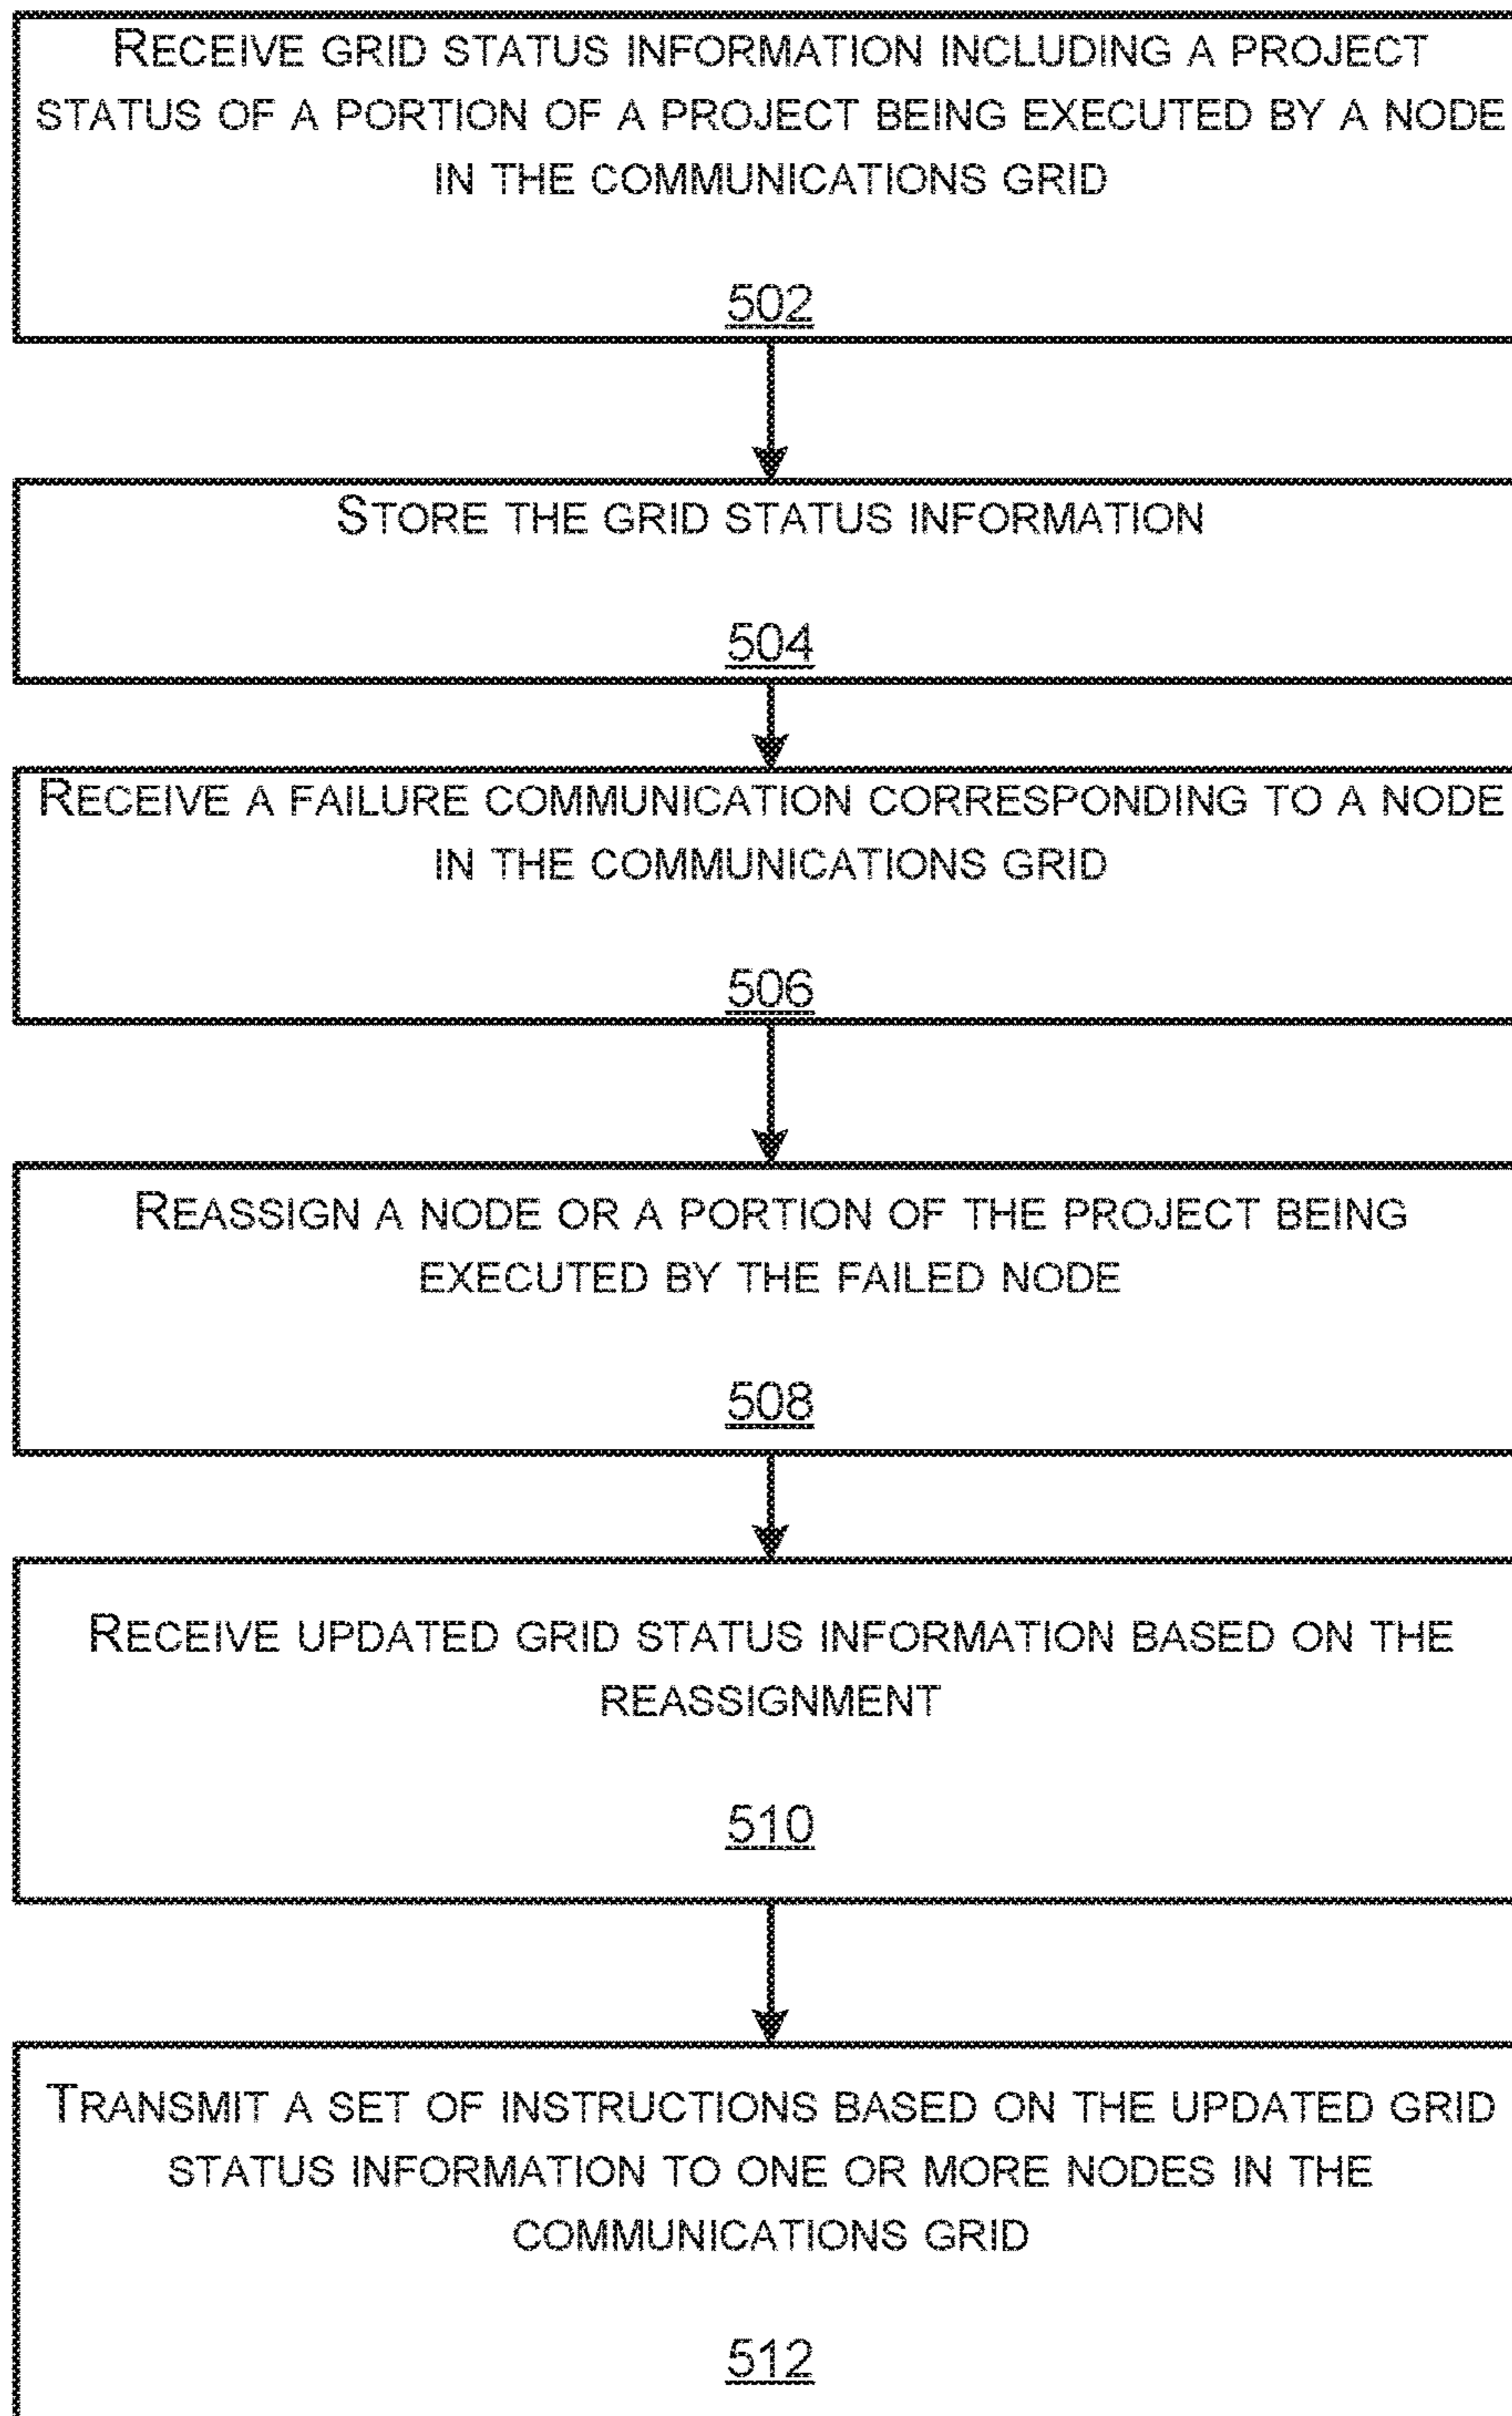 RECEIVE GRID STATUS INFORMATION INCLUDING A PROJECT
STATUS OF A PORTION OF A PROJECT BEING EXECUTED BY A NODE
IN THE COMMUNICATIONS GRID
502
STORE THE GRID STATUS INFORMATION
504
RECEIVE A FAILURE COMMUNICATION CORRESPONDING TO A NODE
IN THE COMMUNICATIONS GRID
506
REASSIGN A NODE OR A PORTION OF THE PROJECT BEING
EXECUTED BY THE FAILED NODE
508
RECEIVE UPDATED GRID STATUS INFORMATION BASED ON THE
REASSIGNMENT
510
TRANSMIT A SET OF INSTRUCTIONS BASED ON THE UPDATED GRID
STATUS INFORMATION TO ONE OR MORE NODES IN THE
COMMUNICATIONS GRID
512